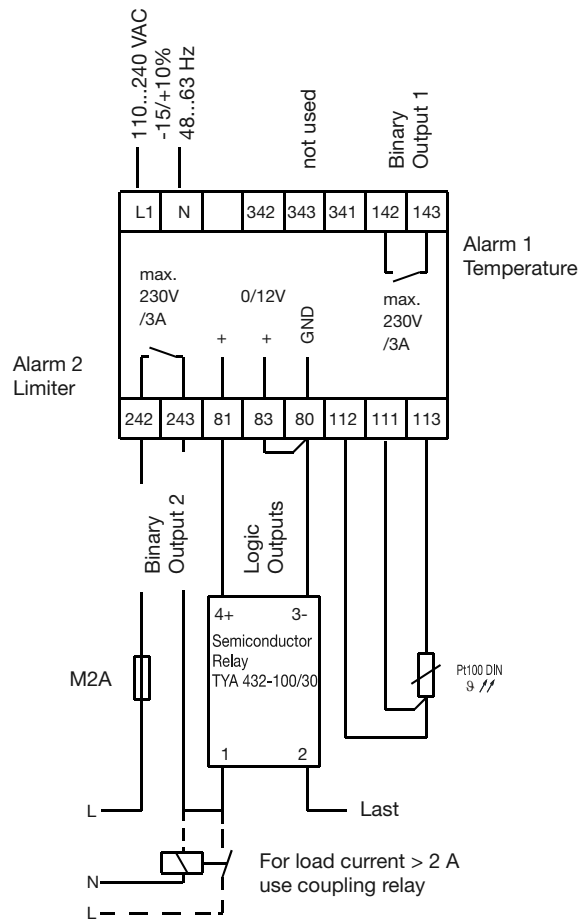 110...240 VAC
-15/+10%
48...63 Hz
not used
Binary
Output 1
L1 N 342 343 341 142 143
Alarm 1
Temperature
max.
230V
/3A
0/12V
+
+
GND
max.
230V
/3A
Alarm 2
Limiter
242 243 81 83 80 112 111 113
Binary
Output 2
Logic
Outputs
4+ 3-
Semiconductor
Relay
TYA 432-100/30
1 2
M2A
Pt100 DIN
ϑ
L
Last
For load current > 2 A
use coupling relay
N
L